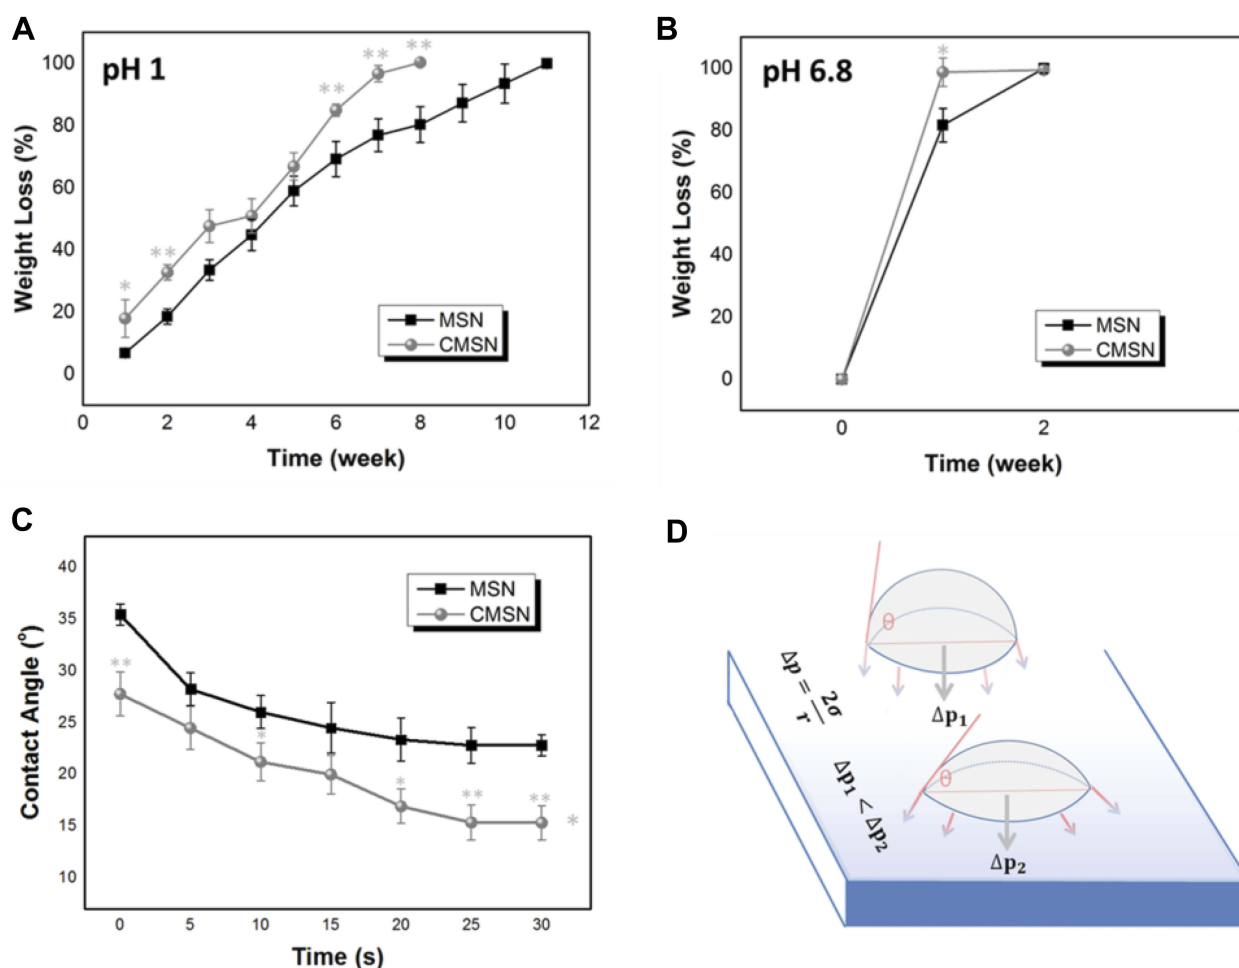 A
pH 1
Weight Loss (%)
100
80
60
40
20
0
* ** ** ** **
MSN
CMSN
0 2 4 6 8 10 12
Time (week)
B
pH 6.8
Weight Loss (%)
100
80
60
40
20
0
*
MSN
CMSN
0 2
Time (week)
C
Contact Angle (°)
40
35
30
25
20
15
10
MSN
CMSN
** * * ** ** *
0 5 10 15 20 25 30
Time (s)
D
θ
Δp = 2σ/r
Δp₁
θ
Δp₁ < Δp₂
Δp₂